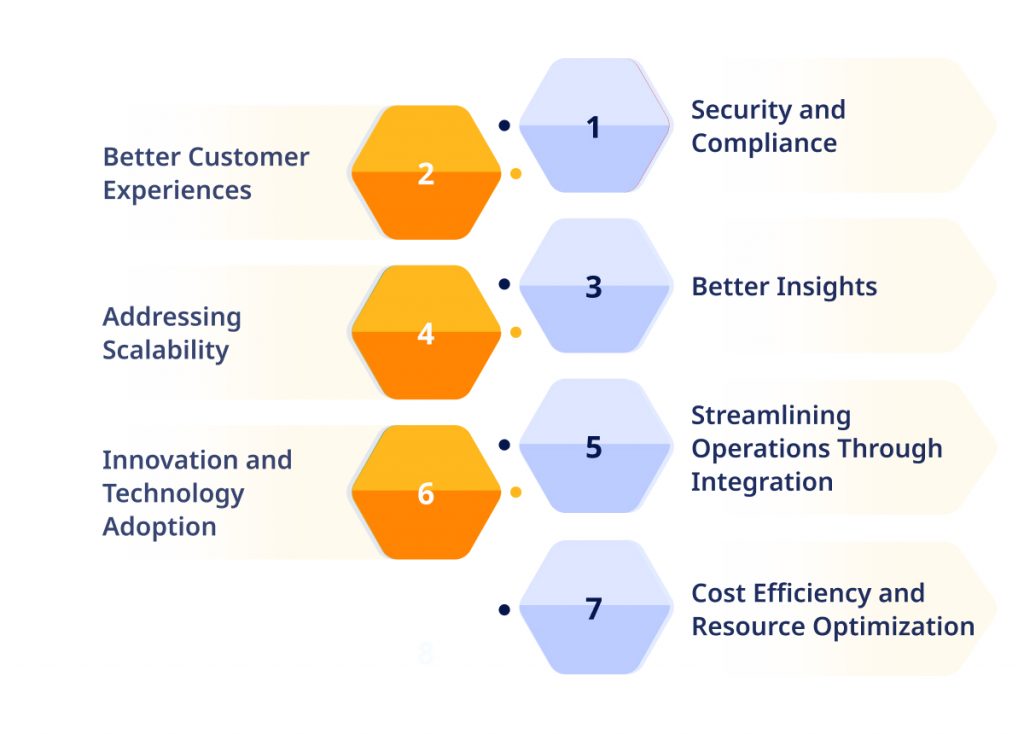 1
Security and
Compliance
2
Better Customer
Experiences
3
Better Insights
4
Addressing
Scalability
5
Streamlining
Operations Through
Integration
6
Innovation and
Technology
Adoption
7
Cost Efficiency and
Resource Optimization
8